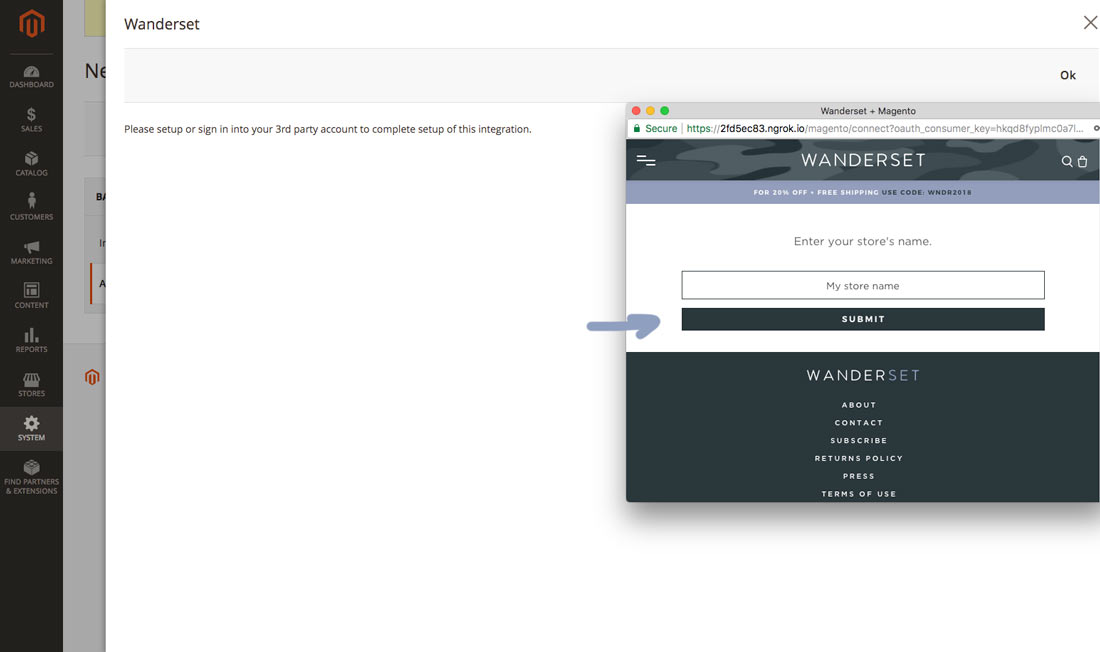 Wanderset
Ok
Please setup or sign in into your 3rd party account to complete setup of this integration.
DASHBOARD
SALES
CATALOG
CUSTOMERS
MARKETING
CONTENT
REPORTS
STORES
SYSTEM
FIND PARTNERS
& EXTENSIONS
Ne
BA
In
A
Wanderset + Magento
Secure | https://2fd5ec83.ngrok.io/magento/connect?oauth_consumer_key=hkqd8fyplmc0a7l...
WANDERSET
FOR 20% OFF + FREE SHIPPING USE CODE: WNDR2018
Enter your store's name.
My store name
SUBMIT
WANDERSET
ABOUT
CONTACT
SUBSCRIBE
RETURNS POLICY
PRESS
TERMS OF USE